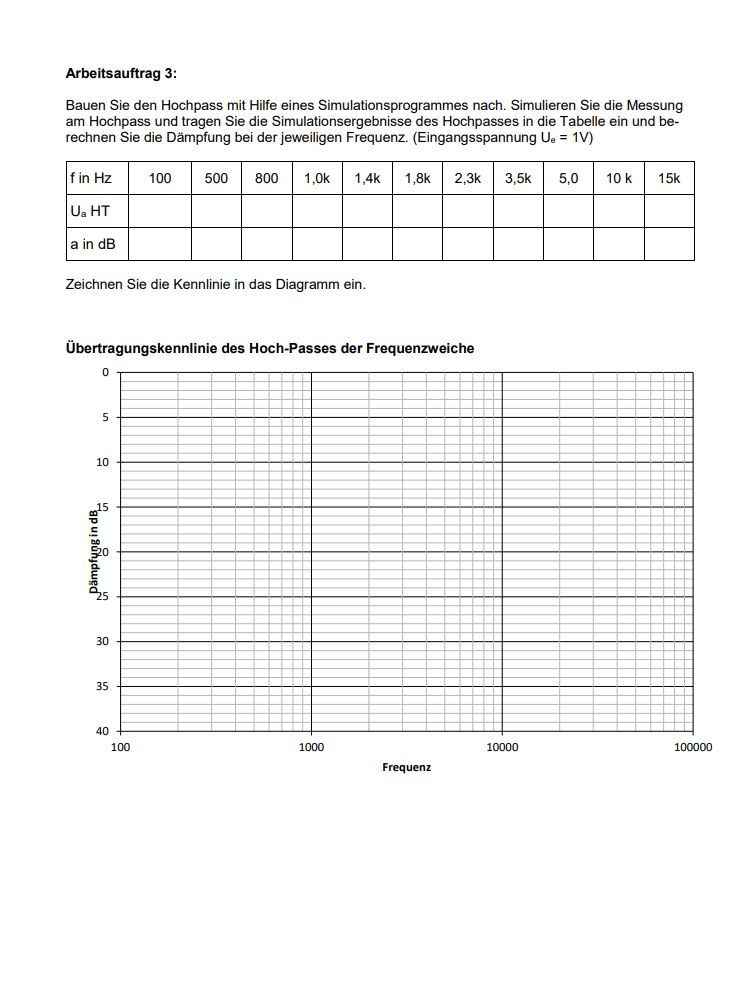 Arbeitsauftrag 3:
Bauen Sie den Hochpass mit Hilfe eines Simulationsprogrammes nach. Simulieren Sie die Messung
am Hochpass und tragen Sie die Simulationsergebnisse des Hochpasses in die Tabelle ein und be-
rechnen Sie die Dämpfung bei der jeweiligen Frequenz. (Eingangsspannung Uₑ = 1V)
f in Hz 100 500 800 1,0k 1,4k 1,8k 2,3k 3,5k 5,0 10 k 15k
Uₐ HT
a in dB
Zeichnen Sie die Kennlinie in das Diagramm ein.
Übertragungskennlinie des Hoch-Passes der Frequenzweiche
0
5
10
15
20
25
30
35
40
Dämpfung in dB
100 1000 10000 100000
Frequenz